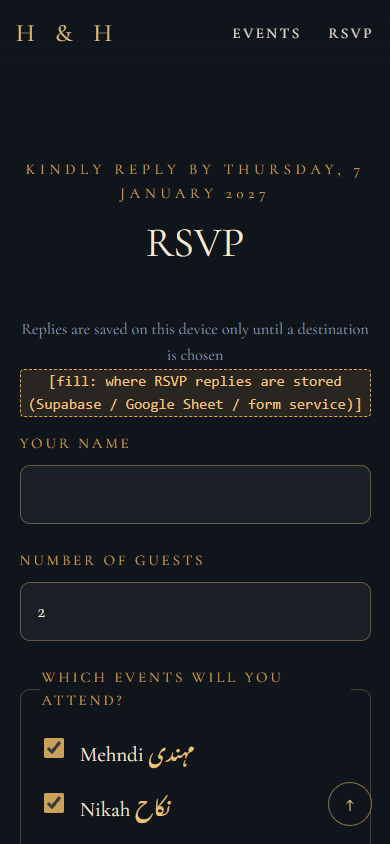 H & H
EVENTS RSVP
KINDLY REPLY BY THURSDAY, 7
JANUARY 2027
RSVP
Replies are saved on this device only until a destination
is chosen
[fill: where RSVP replies are stored
(Supabase / Google Sheet / form service)]
YOUR NAME
NUMBER OF GUESTS
2
WHICH EVENTS WILL YOU
ATTEND?
Mehndi مہندی
Nikah نکاح
↑